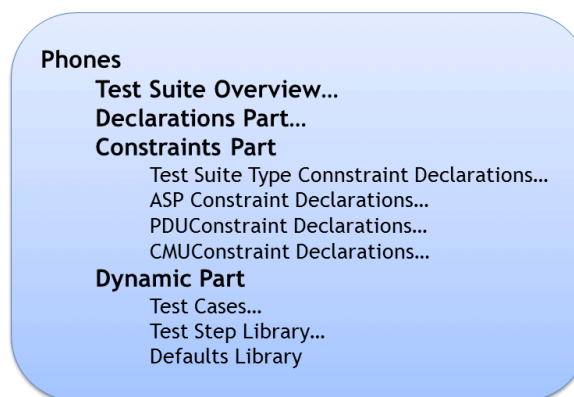 Phones
Test Suite Overview…
Declarations Part…
Constraints Part
Test Suite Type Connstraint Declarations…
ASP Constraint Declarations…
PDUConstraint Declarations…
CMUConstraint Declarations…
Dynamic Part
Test Cases…
Test Step Library…
Defaults Library